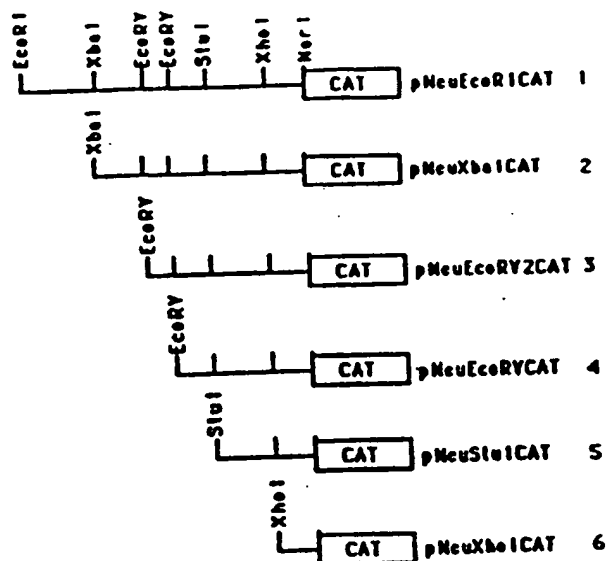 EcoRI XbaI EcoRV EcoRV StuI XhoI NarI
CAT pNeuEcoRICAT 1
XbaI
CAT pNeuXbaICAT 2
EcoRV
CAT pNeuEcoRV2CAT 3
EcoRV
CAT pNeuEcoRVCAT 4
StuI
CAT pNeuStuICAT 5
XhoI
CAT pNeuXhoICAT 6